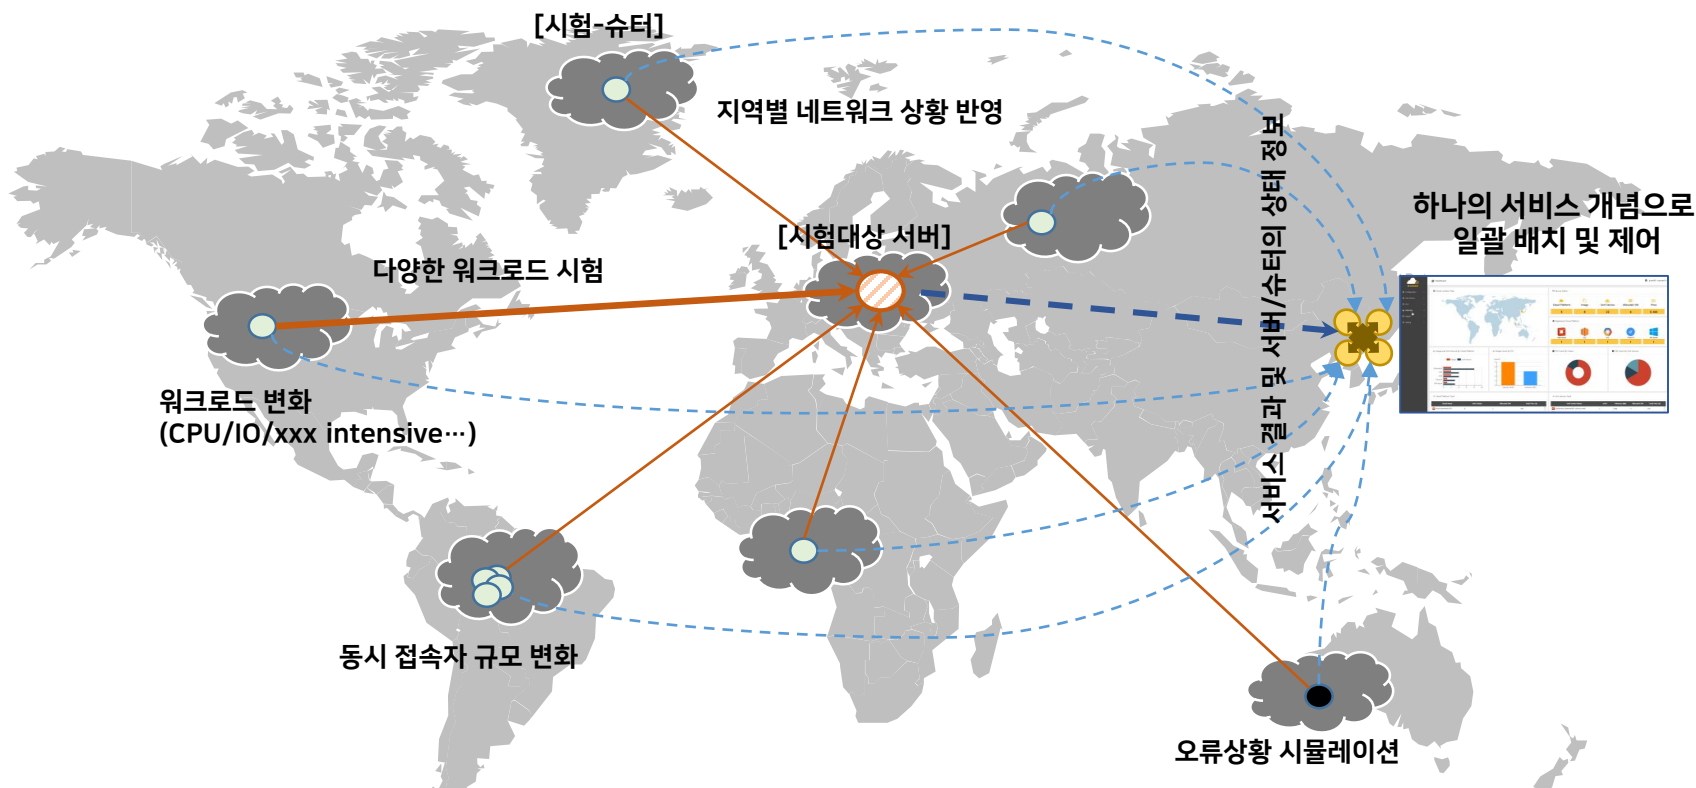 [시험-슈터]
지역별 네트워크 상황 반영
서비스 결과 및 서버/슈터의 상태 정보
하나의 서비스 개념으로
일괄 배치 및 제어
[시험대상 서버]
다양한 워크로드 시험
워크로드 변화
(CPU/IO/xxx intensive…)
동시 접속자 규모 변화
오류상황 시뮬레이션